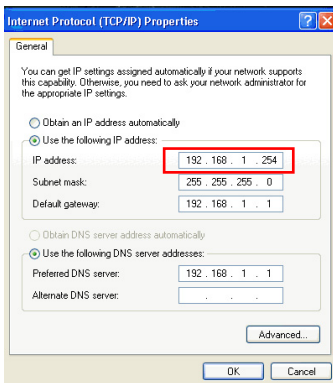 Internet Protocol (TCP/IP) Properties
General
You can get IP settings assigned automatically if your network supports
this capability. Otherwise, you need to ask your network administrator for
the appropriate IP settings.
Obtain an IP address automatically
Use the following IP address:
IP address: 192 . 168 . 1 . 254
Subnet mask: 255 . 255 . 255 . 0
Default gateway: 192 . 168 . 1 . 1
Obtain DNS server address automatically
Use the following DNS server addresses:
Preferred DNS server: 192 . 168 . 1 . 1
Alternate DNS server: . . .
Advanced...
OK Cancel